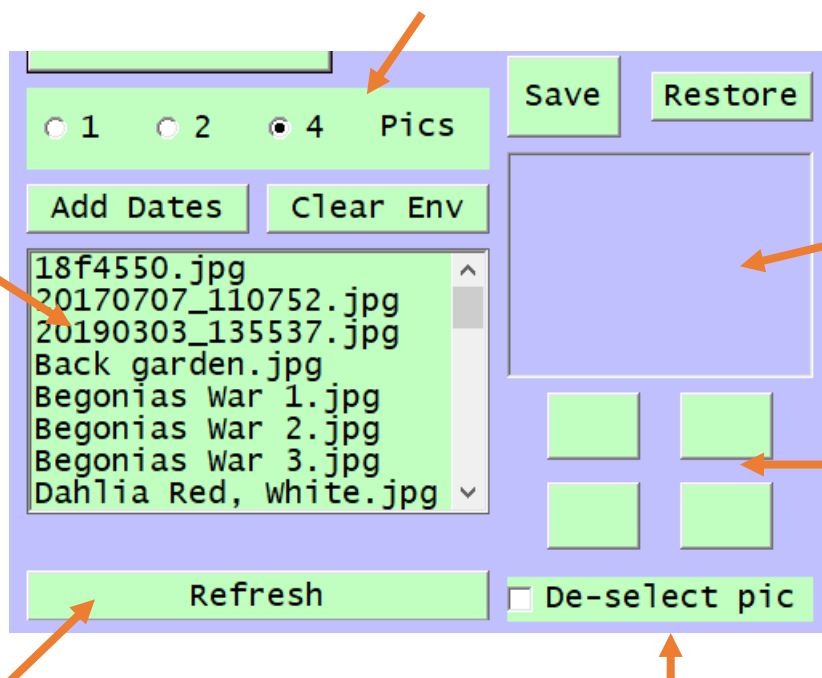 1 2 4 Pics
Save
Restore
Add Dates
Clear Env
18f4550.jpg
20170707_110752.jpg
20190303_135537.jpg
Back garden.jpg
Begonias War 1.jpg
Begonias War 2.jpg
Begonias War 3.jpg
Dahlia Red, White.jpg
Refresh
De-select pic